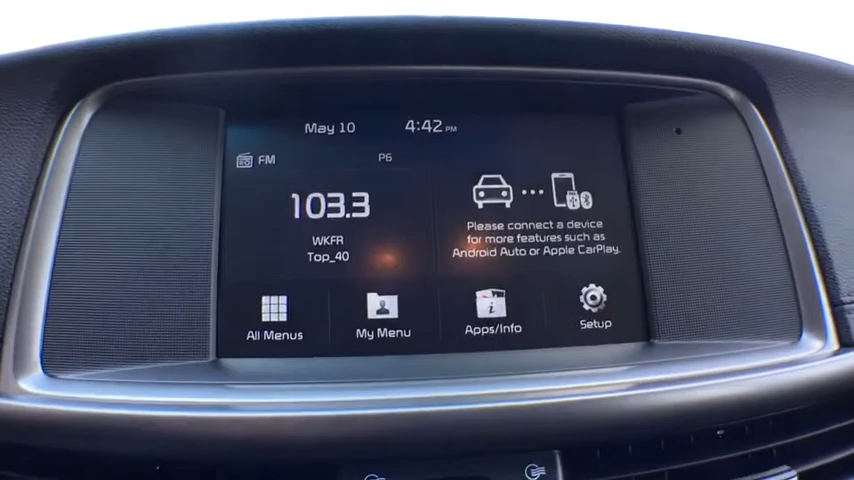 May 10 4:42 PM
FM P6
103.3
WKFR
Top_40
Please connect a device
for more features such as
Android Auto or Apple CarPlay.
All Menus My Menu Apps/Info Setup